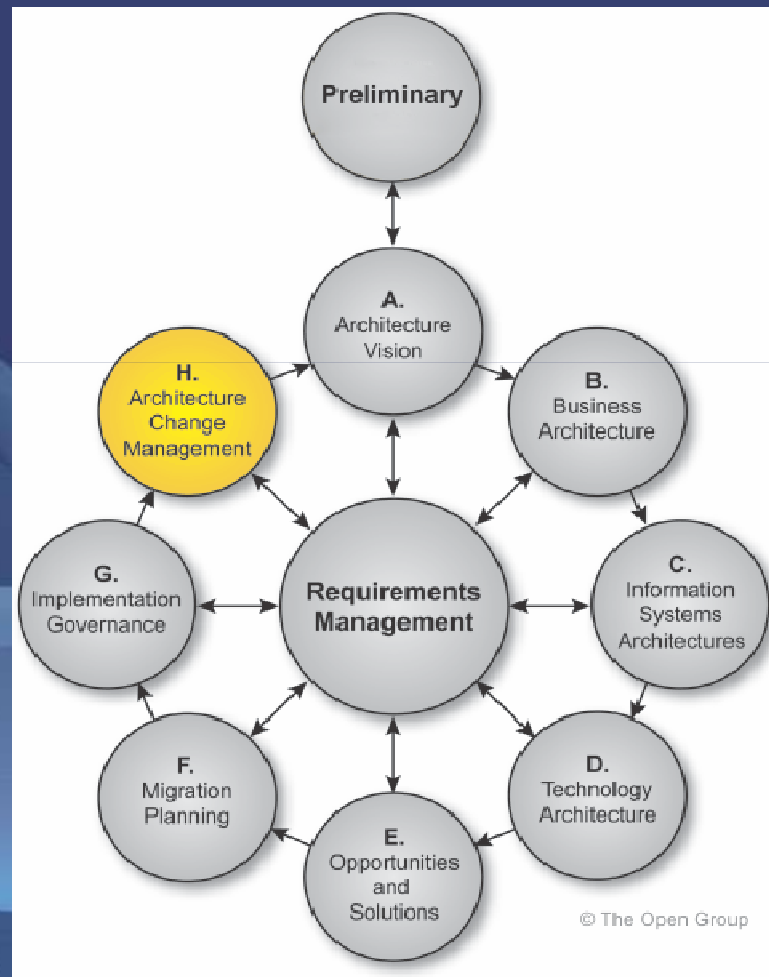 Preliminary
A.
Architecture
Vision
H.
Architecture
Change
Management
B.
Business
Architecture
G.
Implementation
Governance
Requirements
Management
C.
Information
Systems
Architectures
F.
Migration
Planning
D.
Technology
Architecture
E.
Opportunities
and
Solutions
© The Open Group